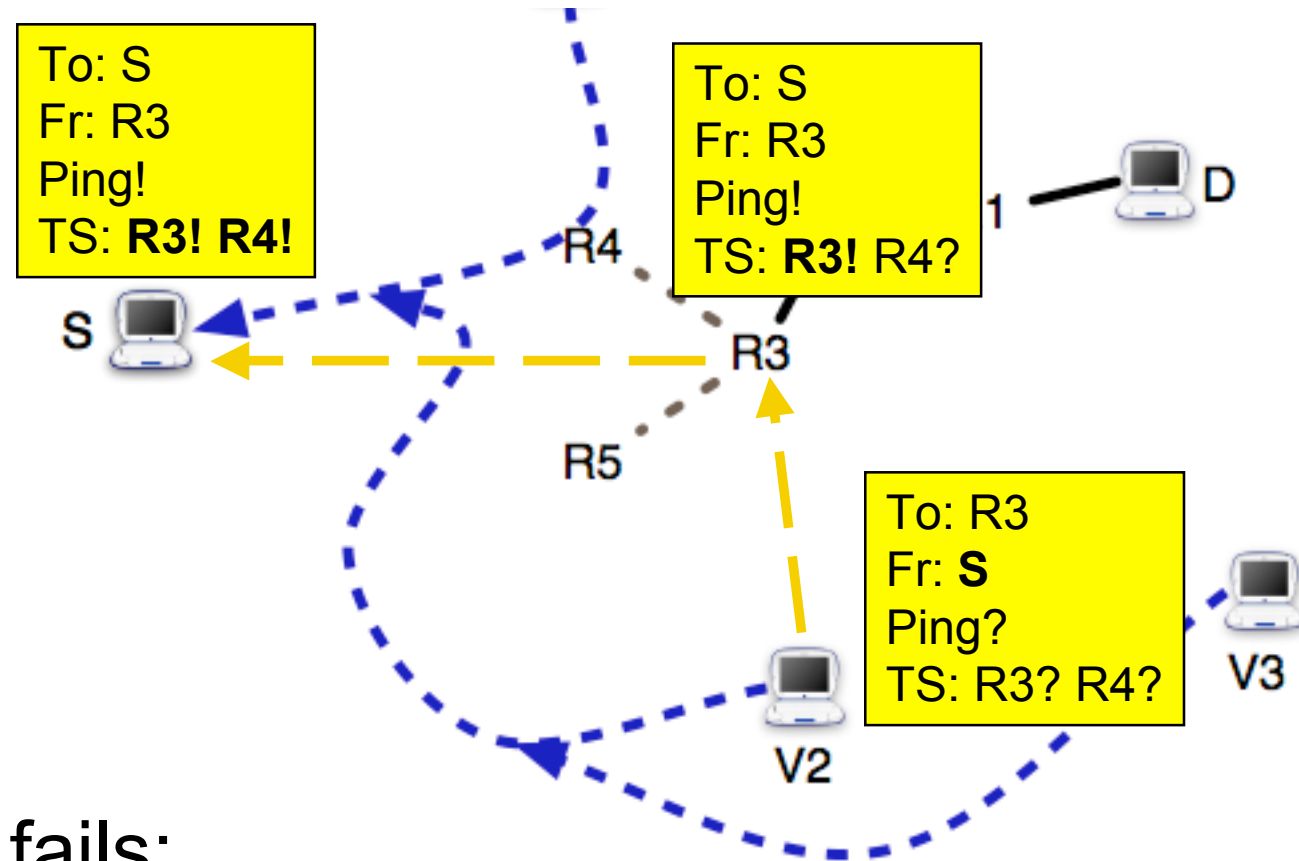 To: S
Fr: R3
Ping!
TS: R3! R4!
To: S
Fr: R3
Ping!
TS: R3! R4?
1
D
R4
S
R3
R5
To: R3
Fr: S
Ping?
TS: R3? R4?
V3
V2
fails: